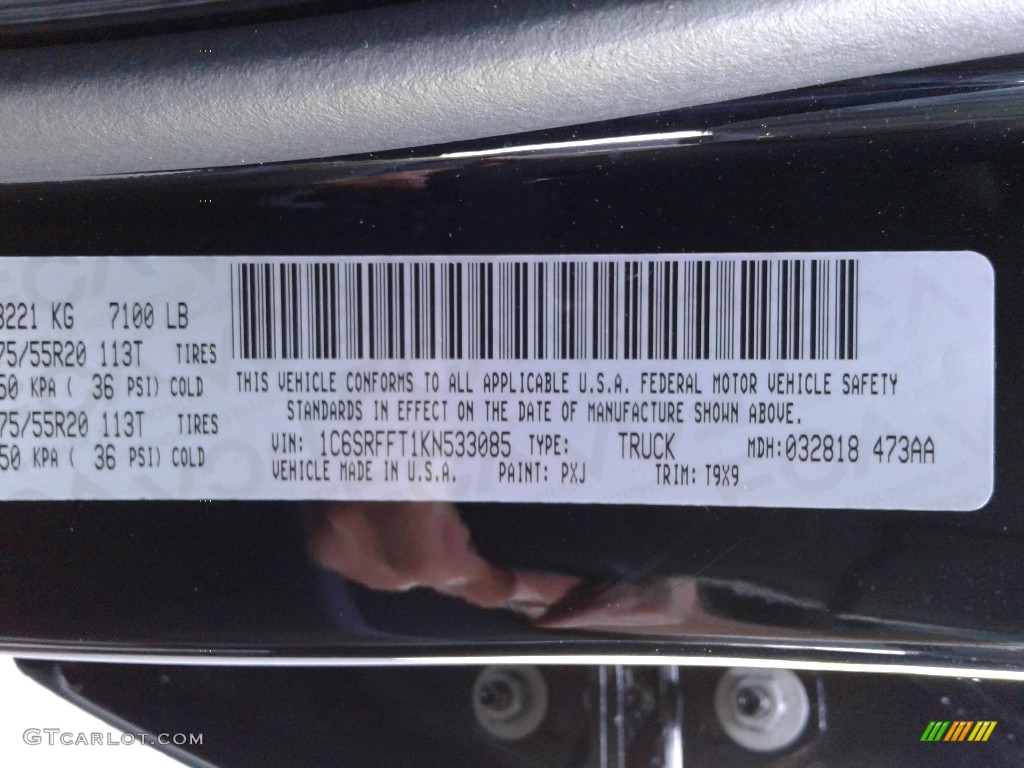 3221 KG 7100 LB
75/55R20 113T TIRES
50 KPA ( 36 PSI) COLD
75/55R20 113T TIRES
50 KPA ( 36 PSI) COLD
THIS VEHICLE CONFORMS TO ALL APPLICABLE U.S.A. FEDERAL MOTOR VEHICLE SAFETY
STANDARDS IN EFFECT ON THE DATE OF MANUFACTURE SHOWN ABOVE.
VIN: 1C6SRFFT1KN533085 TYPE: TRUCK MDH:032818 473AA
VEHICLE MADE IN U.S.A. PAINT: PXJ TRIM: T9X9
GTCARLOT.COM